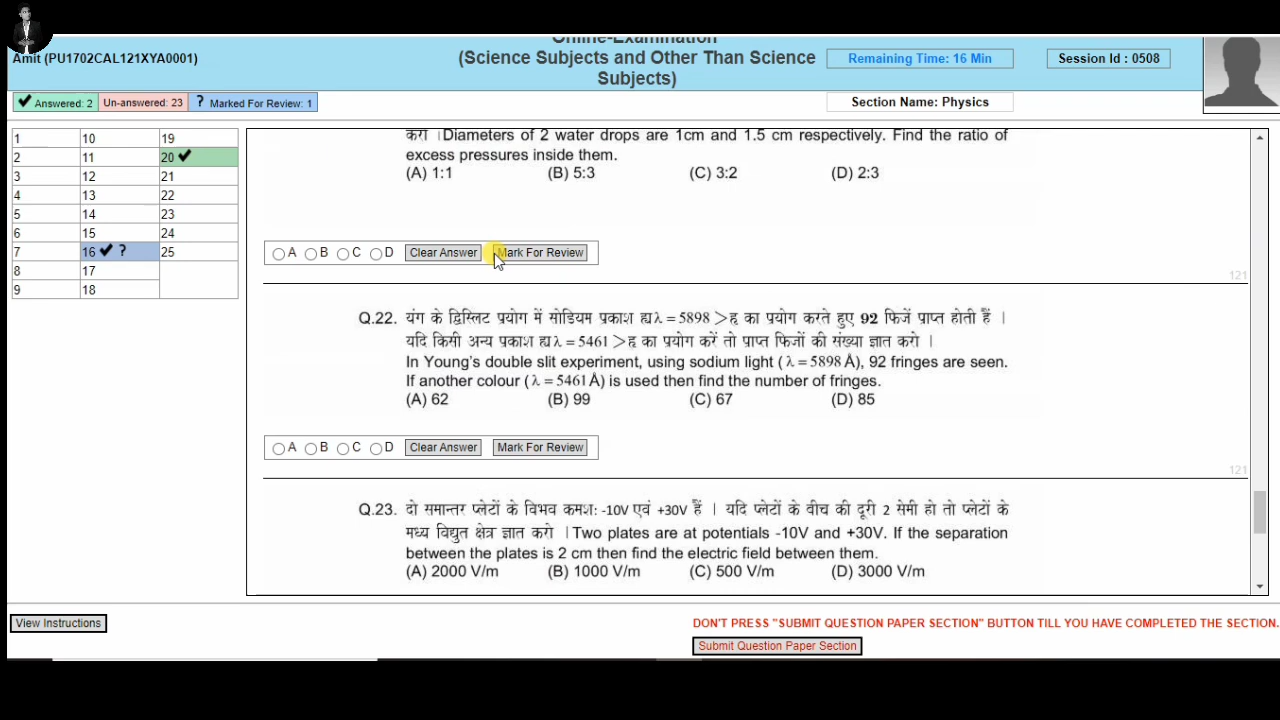 Online-Examination
Amit (PU1702CAL121XYA0001)
(Science Subjects and Other Than Science
Subjects)
Remaining Time: 16 Min
Session Id : 0508
Answered: 2 Un-answered: 23 ? Marked For Review: 1
Section Name: Physics
1 10 19
2 11 20
3 12 21
4 13 22
5 14 23
6 15 24
7 16 ? 25
8 17
9 18
करो ।Diameters of 2 water drops are 1cm and 1.5 cm respectively. Find the ratio of
excess pressures inside them.
(A) 1:1 (B) 5:3 (C) 3:2 (D) 2:3
A B C D Clear Answer Mark For Review
121
Q.22. यंग के द्विस्लिट प्रयोग में सोडियम प्रकाश ह्यλ = 5898 >हृ का प्रयोग करते हुए 92 फिजें प्राप्त होती हैं ।
यदि किसी अन्य प्रकाश ह्यλ = 5461 >हृ का प्रयोग करें तो प्राप्त फिजों की संख्या ज्ञात करो ।
In Young's double slit experiment, using sodium light (λ = 5898 Å), 92 fringes are seen.
If another colour (λ = 5461 Å) is used then find the number of fringes.
(A) 62 (B) 99 (C) 67 (D) 85
A B C D Clear Answer Mark For Review
121
Q.23. दो समान्तर प्लेटों के विभव कमश: -10V एवं +30V हैं । यदि प्लेटों के वीच की दूरी 2 सेमी हो तो प्लेटों के
मध्य विद्युत क्षेत्र ज्ञात करो ।Two plates are at potentials -10V and +30V. If the separation
between the plates is 2 cm then find the electric field between them.
(A) 2000 V/m (B) 1000 V/m (C) 500 V/m (D) 3000 V/m
View Instructions
DON'T PRESS "SUBMIT QUESTION PAPER SECTION" BUTTON TILL YOU HAVE COMPLETED THE SECTION.
Submit Question Paper Section